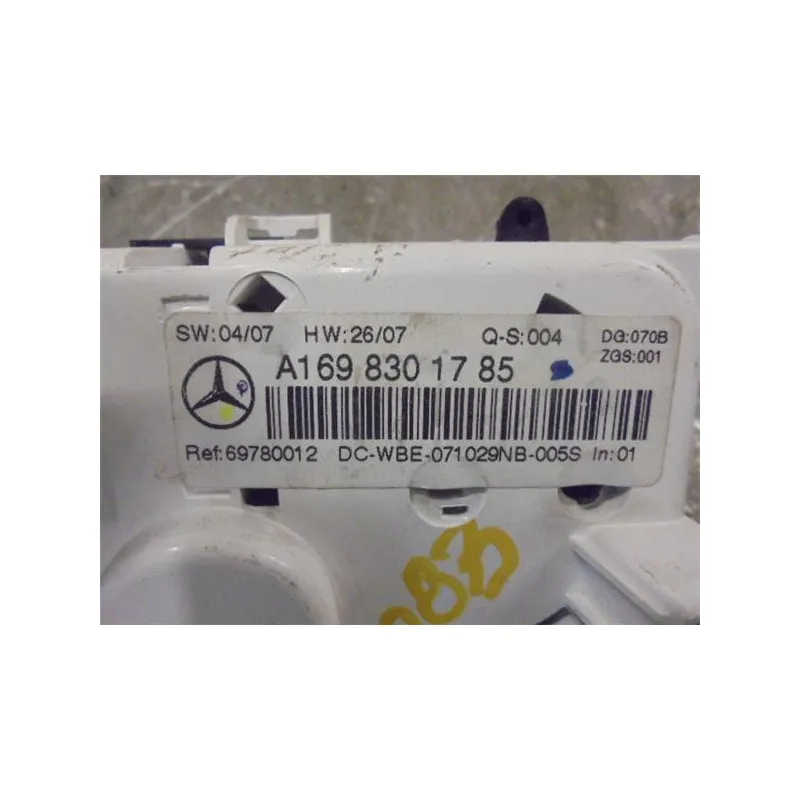 SW:04/07 HW:26/07 Q-S:004 DG:070B
ZGS:001
A169 830 17 85
Ref:69780012 DC-WBE-071029NB-005S In:01